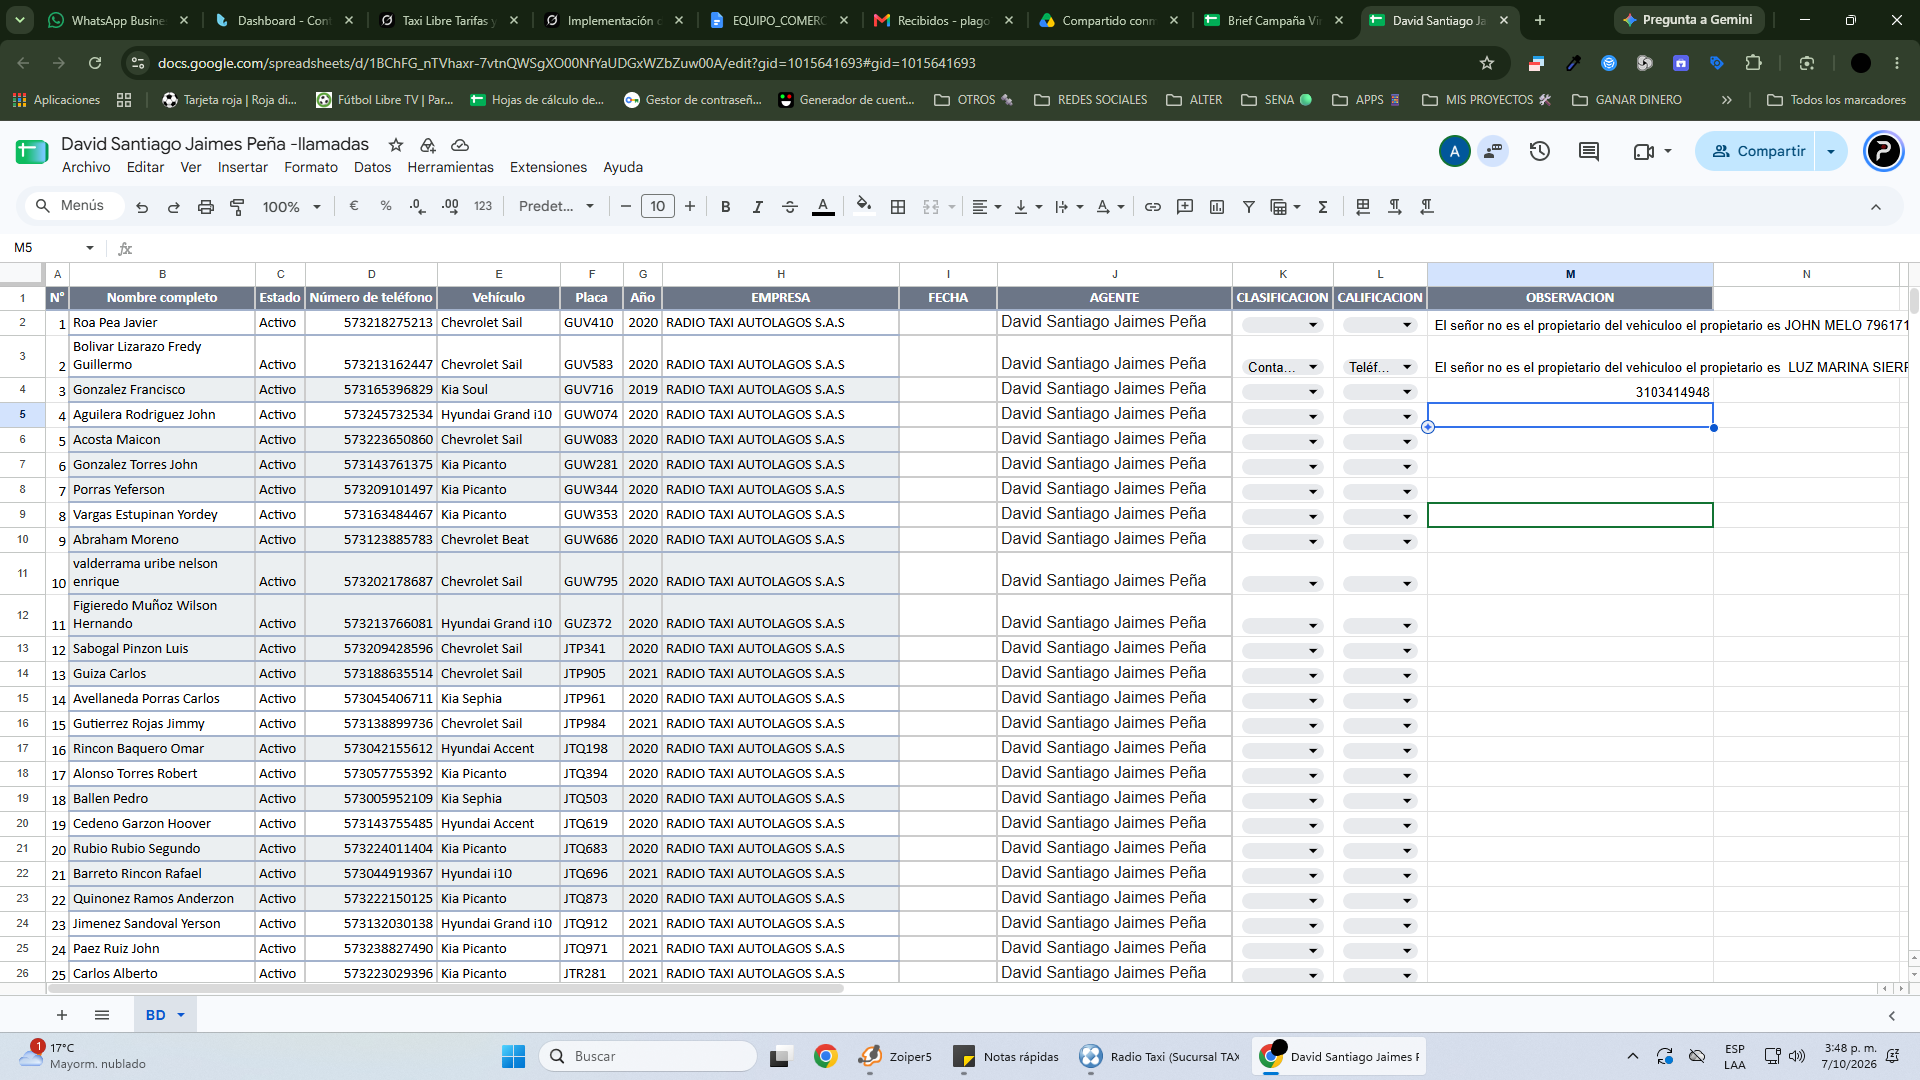 WhatsApp Busine
Dashboard - Cont
Taxi Libre Tarifas y
Implementación d
EQUIPO_COMERC
Recibidos - plago
Compartido conm
Brief Campaña Vi
David Santiago Ja
Pregunta a Gemini
docs.google.com/spreadsheets/d/1BChFG_nTVhaxr-7vtnQWSgXO00NfYaUDGxWZbZuw00A/edit?gid=1015641693#gid=1015641693
Aplicaciones
Tarjeta roja | Roja di...
Fútbol Libre TV | Par...
Hojas de cálculo de...
Gestor de contraseñ...
Generador de cuent...
OTROS
REDES SOCIALES
ALTER
SENA
APPS
MIS PROYECTOS
GANAR DINERO
Todos los marcadores
David Santiago Jaimes Peña -llamadas
Archivo Editar Ver Insertar Formato Datos Herramientas Extensiones Ayuda
A
Compartir
Menús 100% € % .0 .00 123 Predet... 10 B I A Σ
M5 fx
A B C D E F G H I J K L M N
1 N° Nombre completo Estado Número de teléfono Vehículo Placa Año EMPRESA FECHA AGENTE CLASIFICACION CALIFICACION OBSERVACION
2 1 Roa Pea Javier Activo 573218275213 Chevrolet Sail GUV410 2020 RADIO TAXI AUTOLAGOS S.A.S David Santiago Jaimes Peña El señor no es el propietario del vehiculoo el propietario es JOHN MELO 796171
3 2 Bolivar Lizarazo Fredy Guillermo Activo 573213162447 Chevrolet Sail GUV583 2020 RADIO TAXI AUTOLAGOS S.A.S David Santiago Jaimes Peña Conta... Teléf... El señor no es el propietario del vehiculoo el propietario es LUZ MARINA SIERR
4 3 Gonzalez Francisco Activo 573165396829 Kia Soul GUV716 2019 RADIO TAXI AUTOLAGOS S.A.S David Santiago Jaimes Peña 3103414948
5 4 Aguilera Rodriguez John Activo 573245732534 Hyundai Grand i10 GUW074 2020 RADIO TAXI AUTOLAGOS S.A.S David Santiago Jaimes Peña
6 5 Acosta Maicon Activo 573223650860 Chevrolet Sail GUW083 2020 RADIO TAXI AUTOLAGOS S.A.S David Santiago Jaimes Peña
7 6 Gonzalez Torres John Activo 573143761375 Kia Picanto GUW281 2020 RADIO TAXI AUTOLAGOS S.A.S David Santiago Jaimes Peña
8 7 Porras Yeferson Activo 573209101497 Kia Picanto GUW344 2020 RADIO TAXI AUTOLAGOS S.A.S David Santiago Jaimes Peña
9 8 Vargas Estupinan Yordey Activo 573163484467 Kia Picanto GUW353 2020 RADIO TAXI AUTOLAGOS S.A.S David Santiago Jaimes Peña
10 9 Abraham Moreno Activo 573123885783 Chevrolet Beat GUW686 2020 RADIO TAXI AUTOLAGOS S.A.S David Santiago Jaimes Peña
11 10 valderrama uribe nelson enrique Activo 573202178687 Chevrolet Sail GUW795 2020 RADIO TAXI AUTOLAGOS S.A.S David Santiago Jaimes Peña
12 11 Figieredo Muñoz Wilson Hernando Activo 573213766081 Hyundai Grand i10 GUZ372 2020 RADIO TAXI AUTOLAGOS S.A.S David Santiago Jaimes Peña
13 12 Sabogal Pinzon Luis Activo 573209428596 Chevrolet Sail JTP341 2020 RADIO TAXI AUTOLAGOS S.A.S David Santiago Jaimes Peña
14 13 Guiza Carlos Activo 573188635514 Chevrolet Sail JTP905 2021 RADIO TAXI AUTOLAGOS S.A.S David Santiago Jaimes Peña
15 14 Avellaneda Porras Carlos Activo 573045406711 Kia Sephia JTP961 2020 RADIO TAXI AUTOLAGOS S.A.S David Santiago Jaimes Peña
16 15 Gutierrez Rojas Jimmy Activo 573138899736 Chevrolet Sail JTP984 2021 RADIO TAXI AUTOLAGOS S.A.S David Santiago Jaimes Peña
17 16 Rincon Baquero Omar Activo 573042155612 Hyundai Accent JTQ198 2020 RADIO TAXI AUTOLAGOS S.A.S David Santiago Jaimes Peña
18 17 Alonso Torres Robert Activo 573057755392 Kia Picanto JTQ394 2020 RADIO TAXI AUTOLAGOS S.A.S David Santiago Jaimes Peña
19 18 Ballen Pedro Activo 573005952109 Kia Sephia JTQ503 2020 RADIO TAXI AUTOLAGOS S.A.S David Santiago Jaimes Peña
20 19 Cedeno Garzon Hoover Activo 573143755485 Hyundai Accent JTQ619 2020 RADIO TAXI AUTOLAGOS S.A.S David Santiago Jaimes Peña
21 20 Rubio Rubio Segundo Activo 573224011404 Kia Picanto JTQ683 2020 RADIO TAXI AUTOLAGOS S.A.S David Santiago Jaimes Peña
22 21 Barreto Rincon Rafael Activo 573044919367 Hyundai i10 JTQ696 2021 RADIO TAXI AUTOLAGOS S.A.S David Santiago Jaimes Peña
23 22 Quinonez Ramos Anderzon Activo 573222150125 Kia Picanto JTQ873 2020 RADIO TAXI AUTOLAGOS S.A.S David Santiago Jaimes Peña
24 23 Jimenez Sandoval Yerson Activo 573132030138 Hyundai Grand i10 JTQ912 2021 RADIO TAXI AUTOLAGOS S.A.S David Santiago Jaimes Peña
25 24 Paez Ruiz John Activo 573238827490 Kia Picanto JTQ971 2021 RADIO TAXI AUTOLAGOS S.A.S David Santiago Jaimes Peña
26 25 Carlos Alberto Activo 573223029396 Kia Picanto JTR281 2021 RADIO TAXI AUTOLAGOS S.A.S David Santiago Jaimes Peña
BD
1
17°C
Mayorm. nublado
Buscar
Zoiper5
Notas rápidas
Radio Taxi (Sucursal TAX
David Santiago Jaimes F
ESP
LAA
3:48 p. m.
7/10/2026